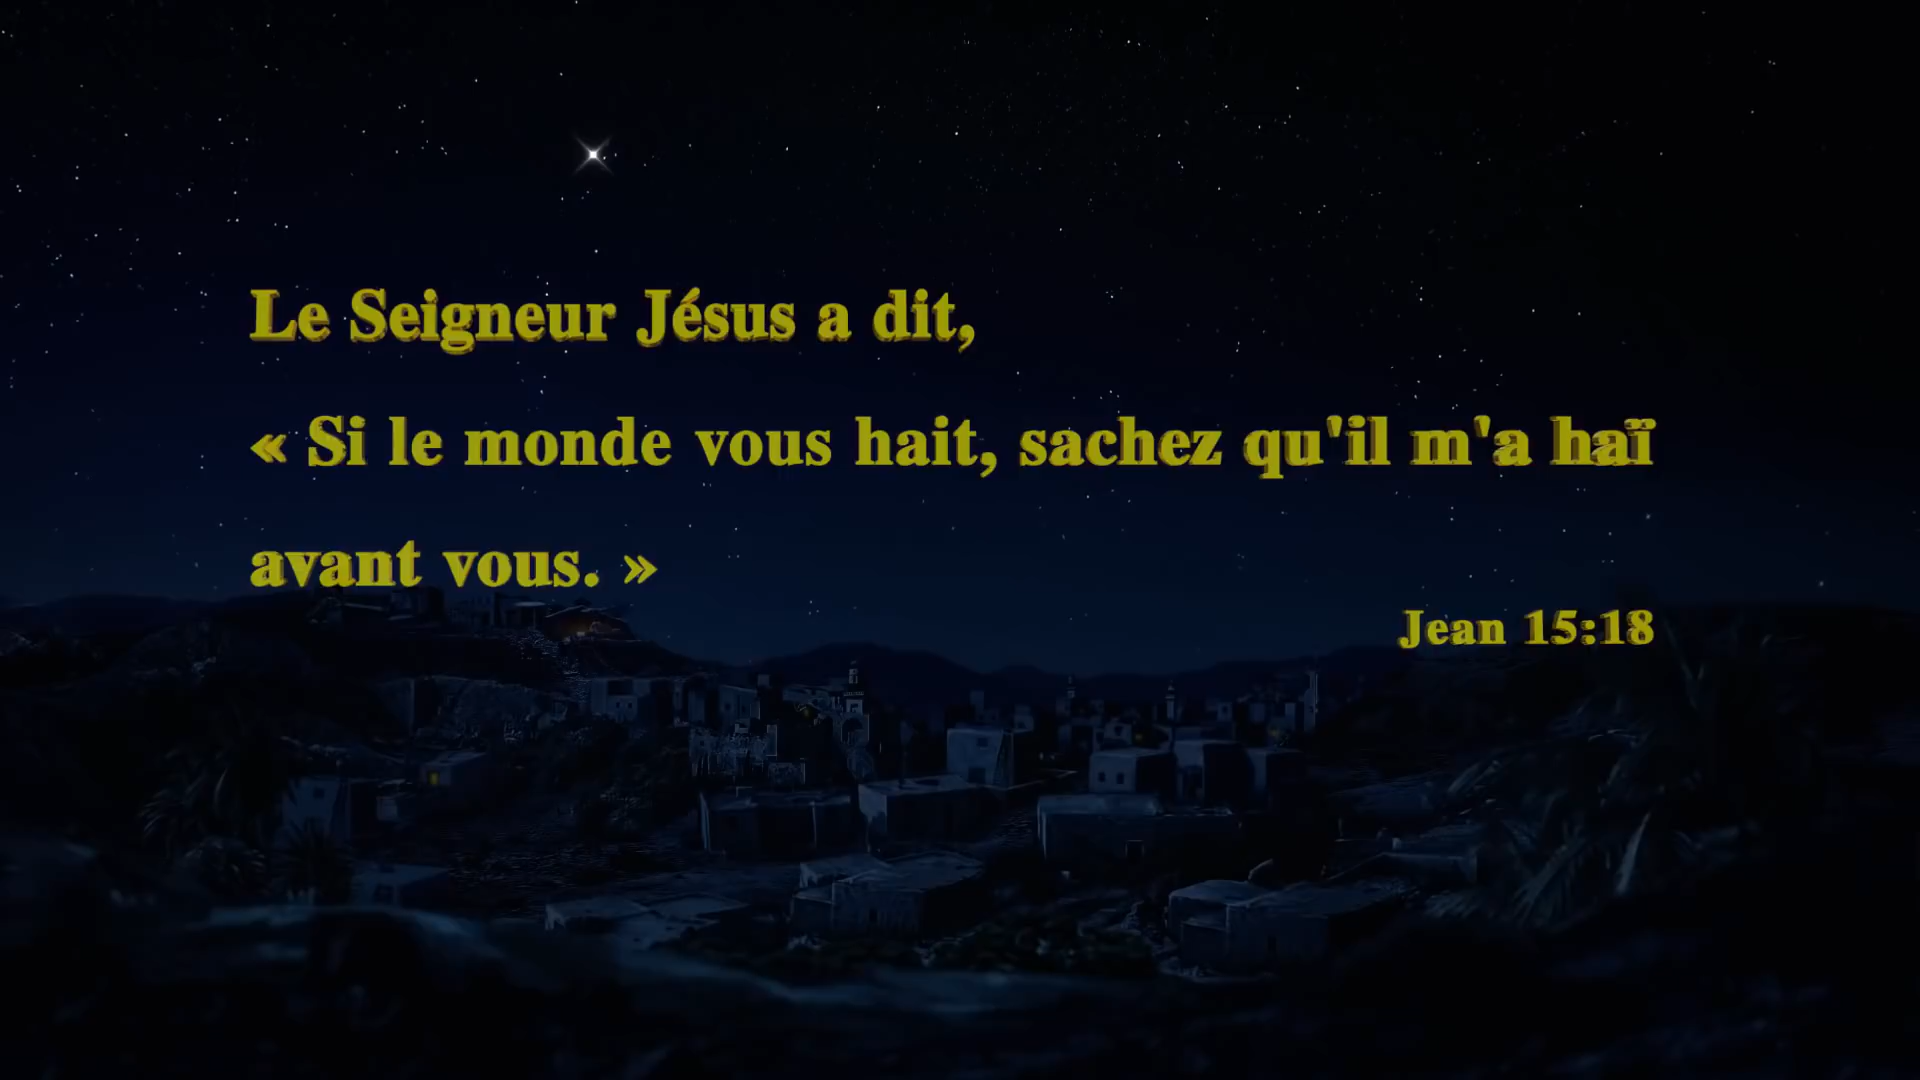 Le Seigneur Jésus a dit,
« Si le monde vous hait, sachez qu'il m'a haï
avant vous. »
Jean 15:18